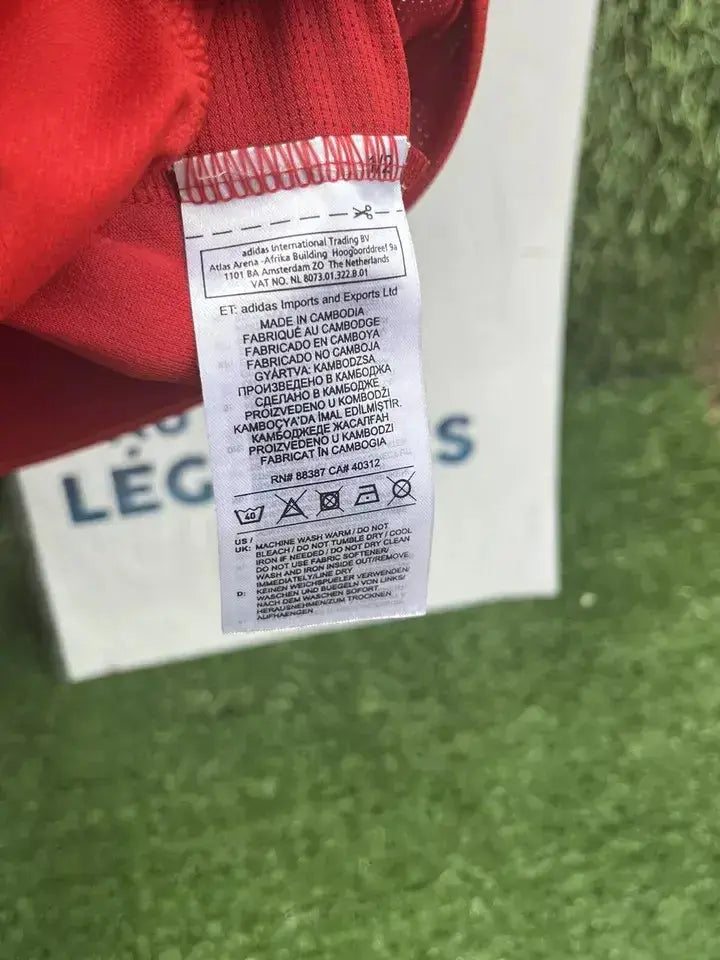 1/2
adidas International Trading BV
Atlas Arena -Afrika Building Hoogoorddreef 9a
1101 BA Amsterdam ZO The Netherlands
VAT NO. NL 8073.01.322.B.01
ET: adidas Imports and Exports Ltd
MADE IN CAMBODIA
FABRIQUÉ AU CAMBODGE
FABRICADO EN CAMBOYA
FABRICADO NO CAMBOJA
GYÁRTVA: KAMBODZSA
ПРОИЗВЕДЕНО В КАМБОДЖА
СДЕЛАНО В КАМБОДЖЕ
PROIZVEDENO U KOMBODŽI
KAMBOÇYA'DA İMAL EDİLMİŞTİR.
КАМБОДЖЕДЕ ЖАСАЛҒАН
PROIZVEDENO U KAMBODZI
FABRICAT ÎN CAMBOGIA
RN# 88387 CA# 40312
40
US / UK: MACHINE WASH WARM / DO NOT
BLEACH / DO NOT TUMBLE DRY / COOL
IRON IF NEEDED / DO NOT DRY CLEAN
DO NOT USE FABRIC SOFTENER/
WASH AND IRON INSIDE OUT/REMOVE
IMMEDIATELY/LINE DRY
D: KEINEN WEICHSPUELER VERWENDEN/
WASCHEN UND BUEGELN VON LINKS/
NACH DEM WASCHEN SOFORT
HERAUSNEHMEN/ZUM TROCKNEN
AUFHAENGEN
LÉG S